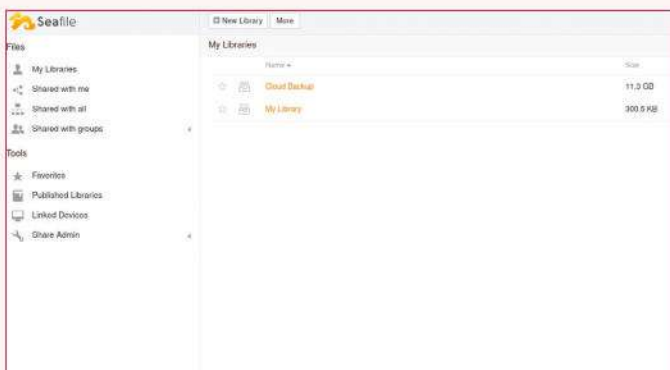 Seafile
New Library
More
Files
My Libraries
Shared with me
Shared with all
Shared with groups
Tools
Favorites
Published Libraries
Linked Devices
Share Admin
My Libraries
Name
Size
Cloud Backup
11.3 GB
My Library
300.5 KB